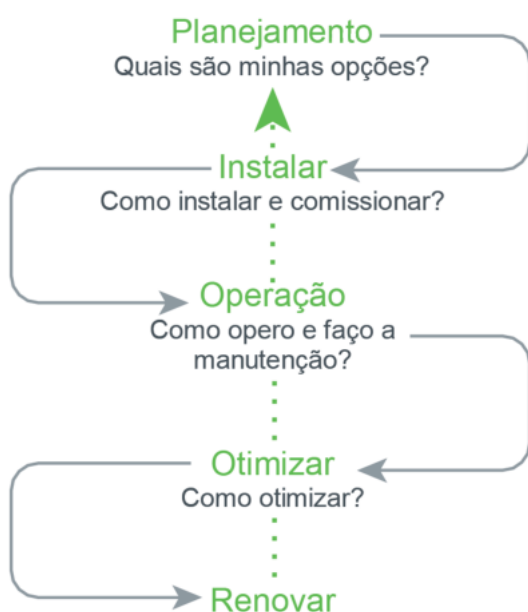 Planejamento
Quais são minhas opções?
Instalar
Como instalar e comissionar?
Operação
Como opero e faço a
manutenção?
Otimizar
Como otimizar?
Renovar